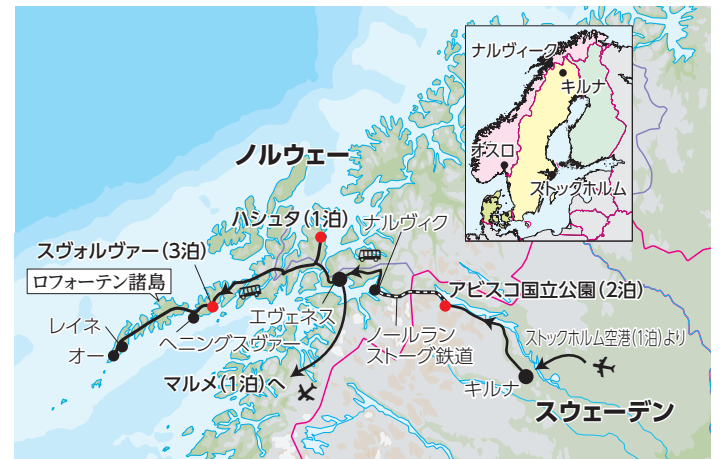 ナルヴィーク
キルナ
オスロ
ストックホルム
ノルウェー
ハシュタ(1泊)
ナルヴィク
スヴォルヴァー(3泊)
ロフォーテン諸島
アビスコ国立公園(2泊)
エヴェネス
レイネ
オー
ヘニングスヴァー
ノールラン
ストーグ鉄道
ストックホルム空港(1泊)より
マルメ(1泊)へ
キルナ
スウェーデン